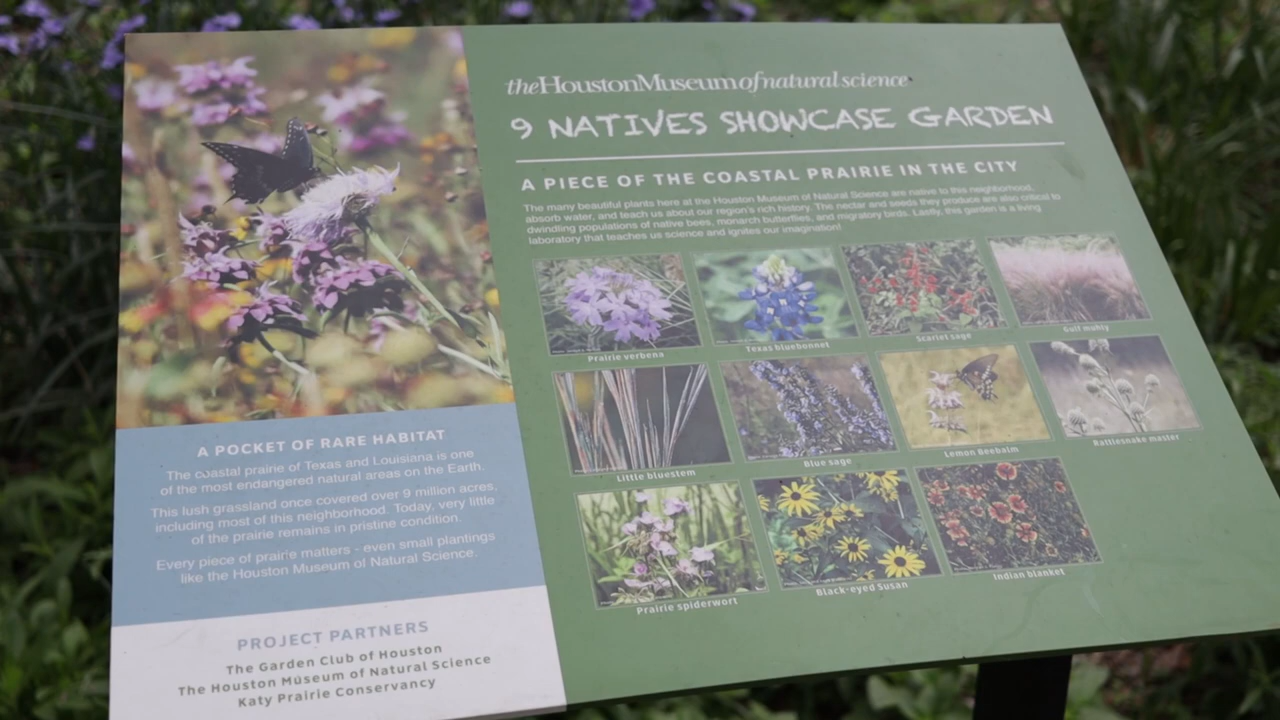 the Houston Museum of natural science
9 NATIVES SHOWCASE GARDEN
A PIECE OF THE COASTAL PRAIRIE IN THE CITY
The many beautiful plants here at the Houston Museum of Natural Science are native to this neighborhood,
absorb water, and teach us about our region's rich history. The nectar and seeds they produce are also critical to
dwindling populations of native bees, monarch butterflies, and migratory birds. Lastly, this garden is a living
laboratory that teaches us science and ignites our imagination!
Prairie verbena
Texas bluebonnet
Scarlet sage
Gulf muhly
Little bluestem
Blue sage
Lemon Beebalm
Rattlesnake master
Prairie spiderwort
Black-eyed Susan
Indian blanket
A POCKET OF RARE HABITAT
The coastal prairie of Texas and Louisiana is one
of the most endangered natural areas on the Earth.
This lush grassland once covered over 9 million acres,
including most of this neighborhood. Today, very little
of the prairie remains in pristine condition.
Every piece of prairie matters - even small plantings
like the Houston Museum of Natural Science.
PROJECT PARTNERS
The Garden Club of Houston
The Houston Museum of Natural Science
Katy Prairie Conservancy